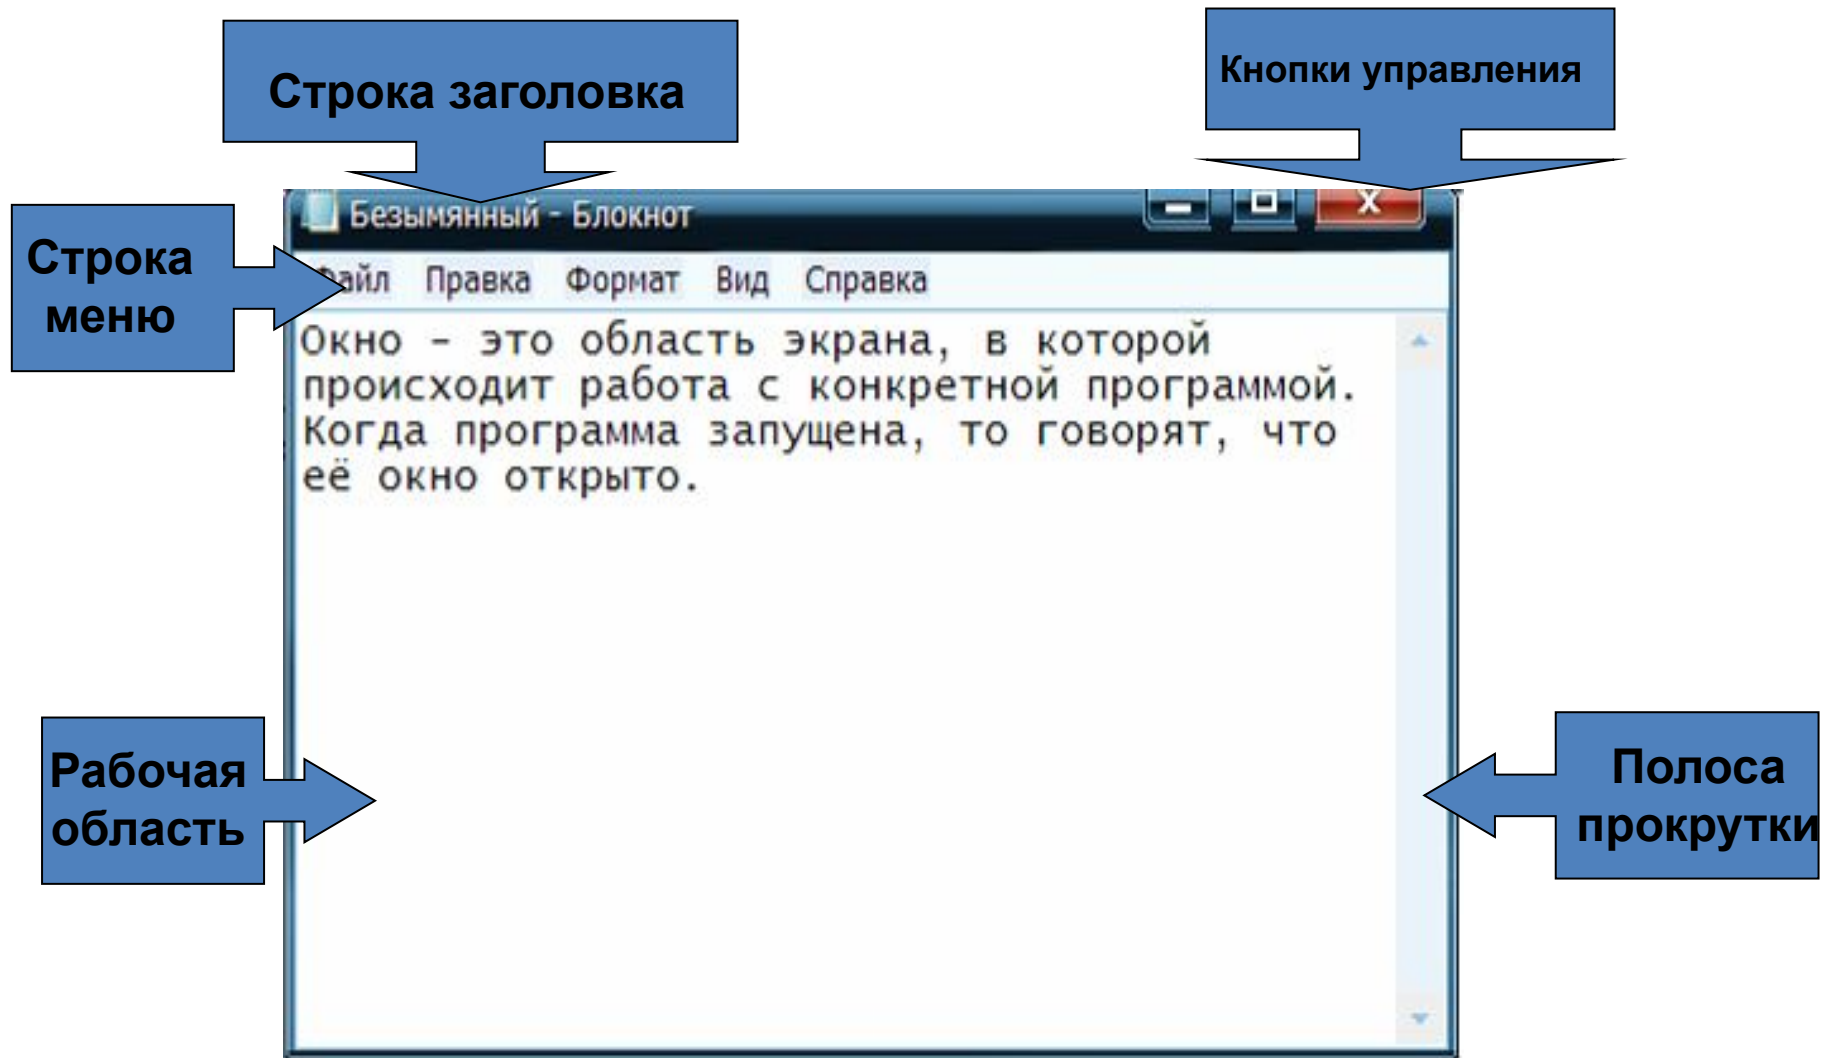 Строка заголовка
Кнопки управления
Безымянный - Блокнот
Строка
меню
Файл Правка Формат Вид Справка
Окно - это область экрана, в которой
происходит работа с конкретной программой.
Когда программа запущена, то говорят, что
её окно открыто.
Рабочая
область
Полоса
прокрутки